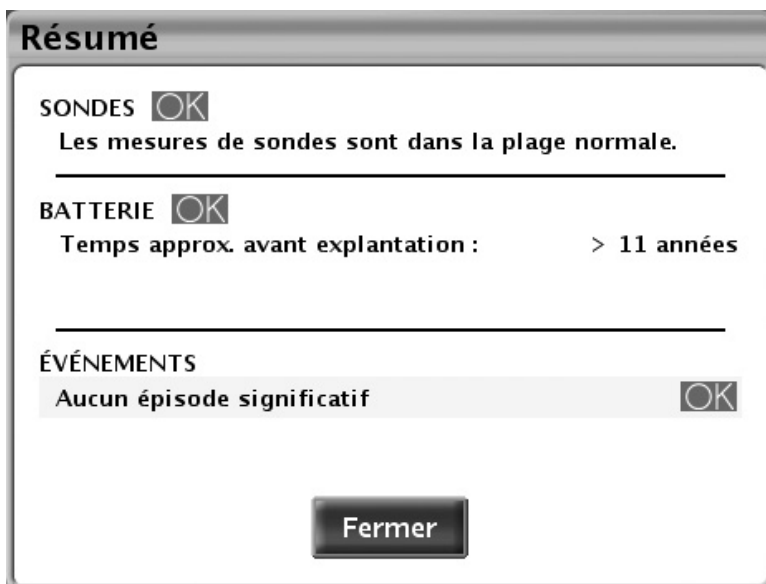 Résumé
SONDES OK
Les mesures de sondes sont dans la plage normale.
BATTERIE OK
Temps approx. avant explantation : > 11 années
ÉVÉNEMENTS
Aucun épisode significatif OK
Fermer